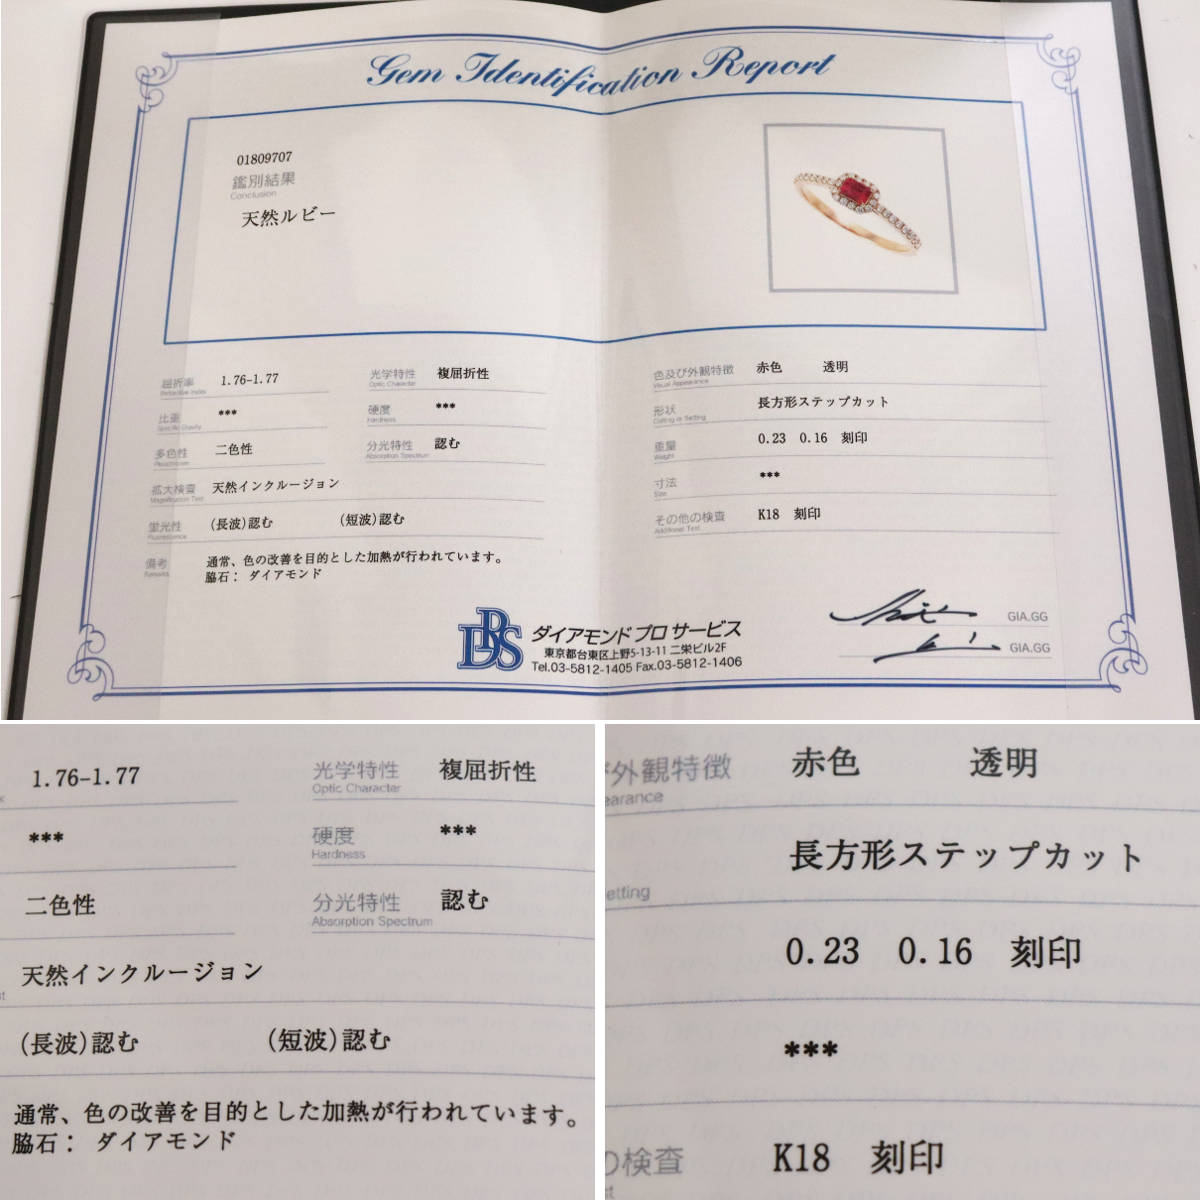 Gem Identification Report
01809707
鑑別結果
Conclusion
天然ルビー
屈折率 1.76-1.77
Refractive Index
光学特性 複屈折性
Optic Character
比重 ***
Specific Gravity
硬度 ***
Hardness
多色性 二色性
Pleochroism
分光特性 認む
Absorption Spectrum
拡大検査 天然インクルージョン
Magnification Test
蛍光性 (長波)認む (短波)認む
Fluorescence
備考 通常、色の改善を目的とした加熱が行われています。
Remarks
脇石: ダイアモンド
色及び外観特徴 赤色 透明
Visual Appearance
形状 長方形ステップカット
Cutting or Setting
重量 0.23 0.16 刻印
Weight
寸法 ***
Size
その他の検査 K18 刻印
Additional Test
GIA.GG
GIA.GG
DPS ダイアモンド プロ サービス
東京都台東区上野5-13-11 二栄ビル2F
Tel.03-5812-1405 Fax.03-5812-1406
1.76-1.77
光学特性 複屈折性
Optic Character
***
硬度 ***
Hardness
二色性
分光特性 認む
Absorption Spectrum
天然インクルージョン
(長波)認む (短波)認む
通常、色の改善を目的とした加熱が行われています。
脇石: ダイアモンド
び外観特徴 赤色 透明
earance
長方形ステップカット
etting
0.23 0.16 刻印
***
の検査 K18 刻印